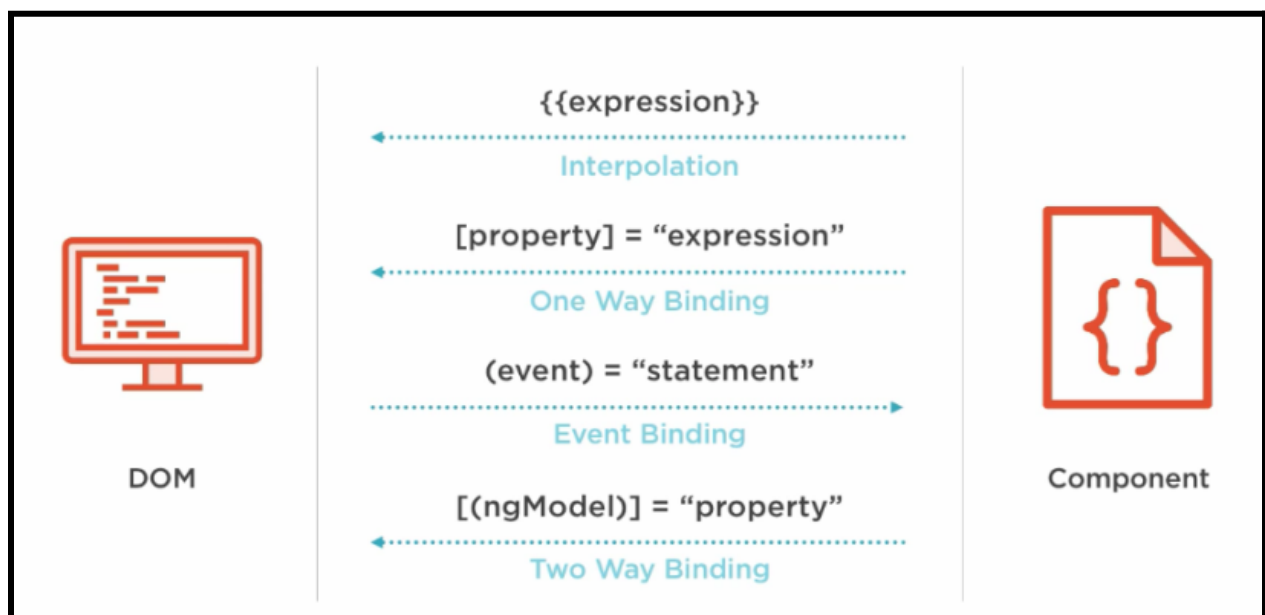 {{expression}}
Interpolation
[property] = “expression”
One Way Binding
(event) = “statement”
Event Binding
DOM
Component
[(ngModel)] = “property”
Two Way Binding